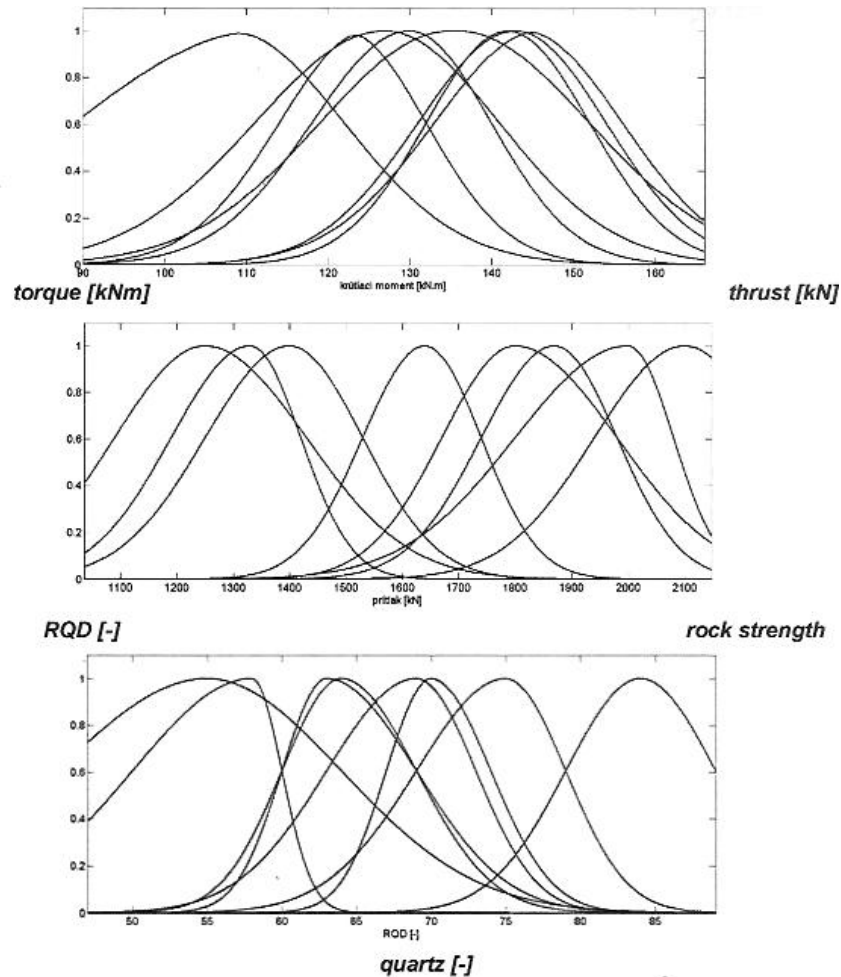 1
0.8
0.6
0.4
0.2
0
90 100 110 120 130 140 150 160
krútiaci moment [kN.m]
torque [kNm] thrust [kN]
1
0.8
0.6
0.4
0.2
0
1100 1200 1300 1400 1500 1600 1700 1800 1900 2000 2100
prítlak [kN]
RQD [-] rock strength
1
0.8
0.6
0.4
0.2
0
50 55 60 65 70 75 80 85
RQD [-]
quartz [-]